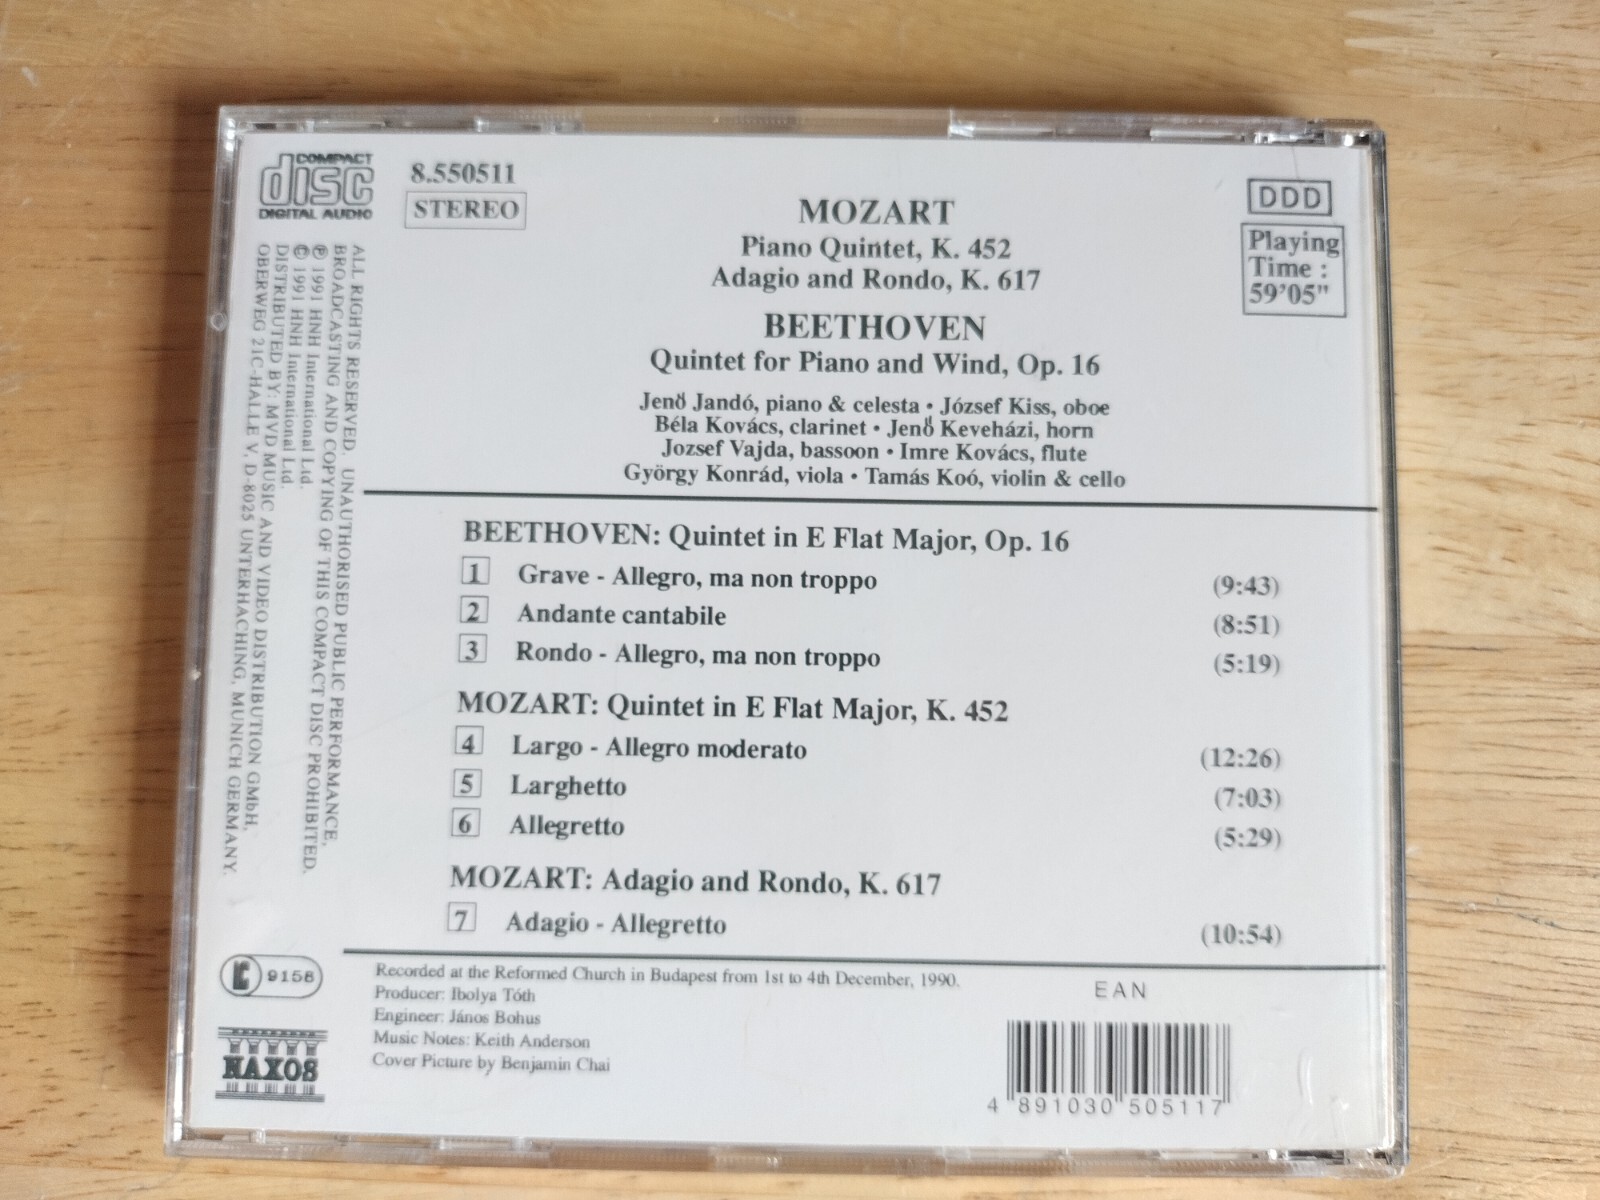 COMPACT
disc
DIGITAL AUDIO
8.550511
STEREO
DDD
Playing
Time :
59'05"
MOZART
Piano Quintet, K. 452
Adagio and Rondo, K. 617
BEETHOVEN
Quintet for Piano and Wind, Op. 16
Jenő Jandó, piano & celesta • József Kiss, oboe
Béla Kovács, clarinet • Jenő Keveházi, horn
Jozsef Vajda, bassoon • Imre Kovács, flute
György Konrád, viola • Tamás Koó, violin & cello
BEETHOVEN: Quintet in E Flat Major, Op. 16
1 Grave - Allegro, ma non troppo (9:43)
2 Andante cantabile (8:51)
3 Rondo - Allegro, ma non troppo (5:19)
MOZART: Quintet in E Flat Major, K. 452
4 Largo - Allegro moderato (12:26)
5 Larghetto (7:03)
6 Allegretto (5:29)
MOZART: Adagio and Rondo, K. 617
7 Adagio - Allegretto (10:54)
Recorded at the Reformed Church in Budapest from 1st to 4th December, 1990.
Producer: Ibolya Tóth
Engineer: János Bohus
Music Notes: Keith Anderson
Cover Picture by Benjamin Chai
EAN
4 891030 505117
LC 9158
NAXOS
ALL RIGHTS RESERVED. UNAUTHORISED PUBLIC PERFORMANCE,
BROADCASTING AND COPYING OF THIS COMPACT DISC PROHIBITED.
℗ 1991 HNH International Ltd.
© 1991 HNH International Ltd.
DISTRIBUTED BY: MVD MUSIC AND VIDEO DISTRIBUTION GMbH,
OBERWEG 21C-HALLE V, D-8025 UNTERHACHING, MUNICH GERMANY.